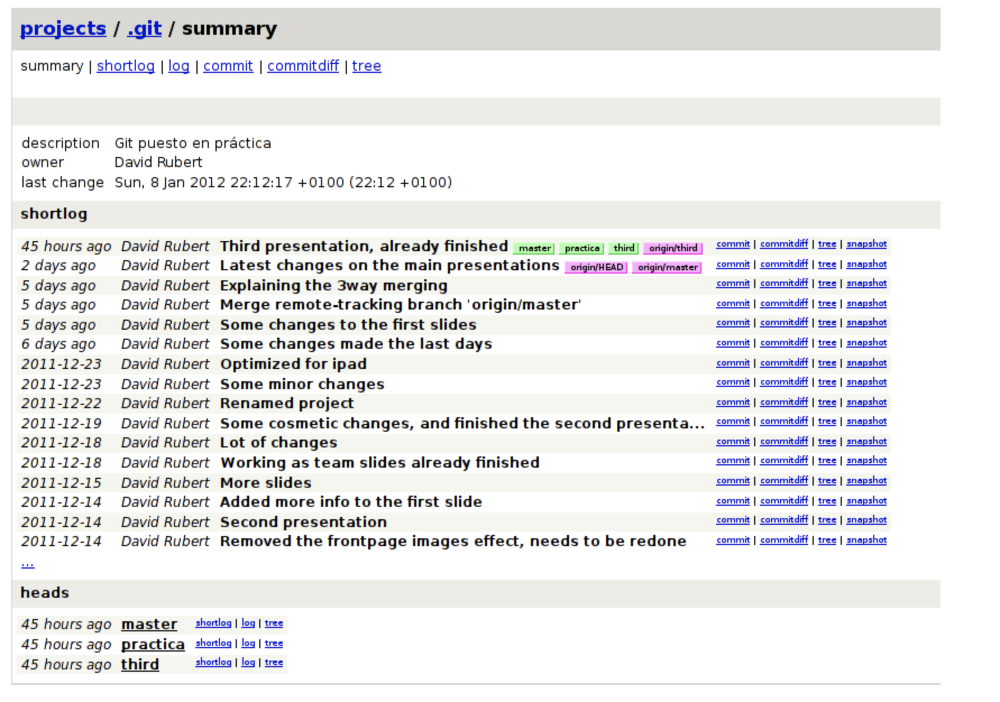 projects / .git / summary
summary | shortlog | log | commit | commitdiff | tree
description Git puesto en práctica
owner David Rubert
last change Sun, 8 Jan 2012 22:12:17 +0100 (22:12 +0100)
shortlog
45 hours ago David Rubert Third presentation, already finished master practica third origin/third commit | commitdiff | tree | snapshot
2 days ago David Rubert Latest changes on the main presentations origin/HEAD origin/master commit | commitdiff | tree | snapshot
5 days ago David Rubert Explaining the 3way merging commit | commitdiff | tree | snapshot
5 days ago David Rubert Merge remote-tracking branch 'origin/master' commit | commitdiff | tree | snapshot
5 days ago David Rubert Some changes to the first slides commit | commitdiff | tree | snapshot
6 days ago David Rubert Some changes made the last days commit | commitdiff | tree | snapshot
2011-12-23 David Rubert Optimized for ipad commit | commitdiff | tree | snapshot
2011-12-23 David Rubert Some minor changes commit | commitdiff | tree | snapshot
2011-12-22 David Rubert Renamed project commit | commitdiff | tree | snapshot
2011-12-19 David Rubert Some cosmetic changes, and finished the second presenta... commit | commitdiff | tree | snapshot
2011-12-18 David Rubert Lot of changes commit | commitdiff | tree | snapshot
2011-12-18 David Rubert Working as team slides already finished commit | commitdiff | tree | snapshot
2011-12-15 David Rubert More slides commit | commitdiff | tree | snapshot
2011-12-14 David Rubert Added more info to the first slide commit | commitdiff | tree | snapshot
2011-12-14 David Rubert Second presentation commit | commitdiff | tree | snapshot
2011-12-14 David Rubert Removed the frontpage images effect, needs to be redone commit | commitdiff | tree | snapshot
...
heads
45 hours ago master shortlog | log | tree
45 hours ago practica shortlog | log | tree
45 hours ago third shortlog | log | tree